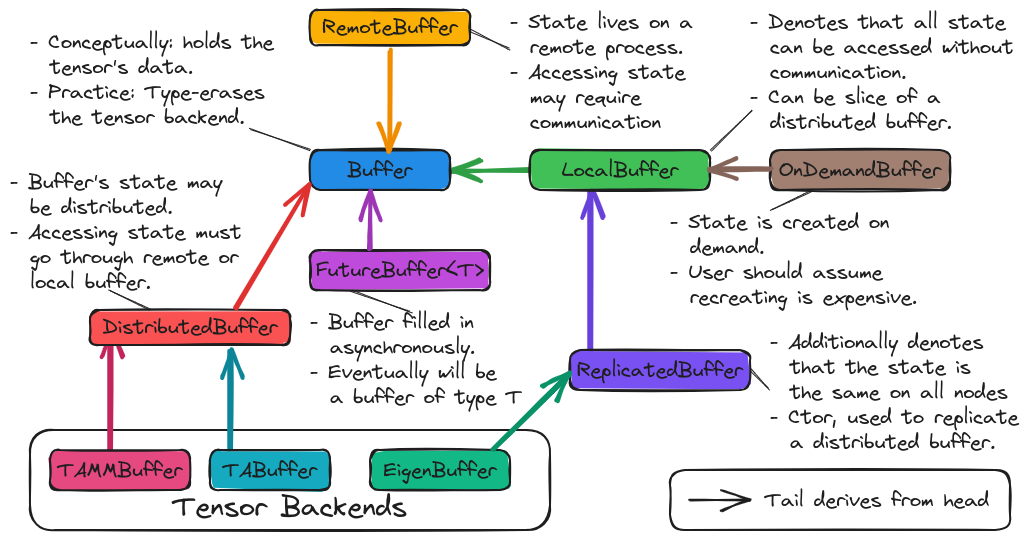 RemoteBuffer
- Conceptually: holds the
tensor's data.
- Practice: Type-erases
the tensor backend.
- State lives on a
remote process.
- Accessing state
may require
communication
- Denotes that all state
can be accessed without
communication.
- Can be slice of a
distributed buffer.
Buffer
LocalBuffer
OnDemandBuffer
- Buffer's state may
be distributed.
- Accessing state must
go through remote or
local buffer.
- State is created on
demand.
- User should assume
recreating is expensive.
FutureBuffer<T>
DistributedBuffer
- Buffer filled in
asynchronously.
- Eventually will be
a buffer of type T
ReplicatedBuffer
- Additionally denotes
that the state is
the same on all nodes
- Ctor, used to replicate
a distributed buffer.
TAMMBuffer
TABuffer
EigenBuffer
Tensor Backends
Tail derives from head